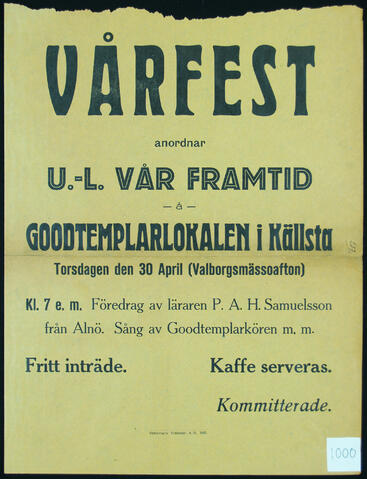 VÅRFEST
anordnar
U.-L. VÅR FRAMTID
— å —
GOODTEMPLARLOKALEN i Källsta
Torsdagen den 30 April (Valborgsmässoafton)
Kl. 7 e. m. Föredrag av läraren P. A. H. Samuelsson
från Alnö. Sång av Goodtemplarkören m. m.
Fritt inträde. Kaffe serveras.
Kommitterade.
1000